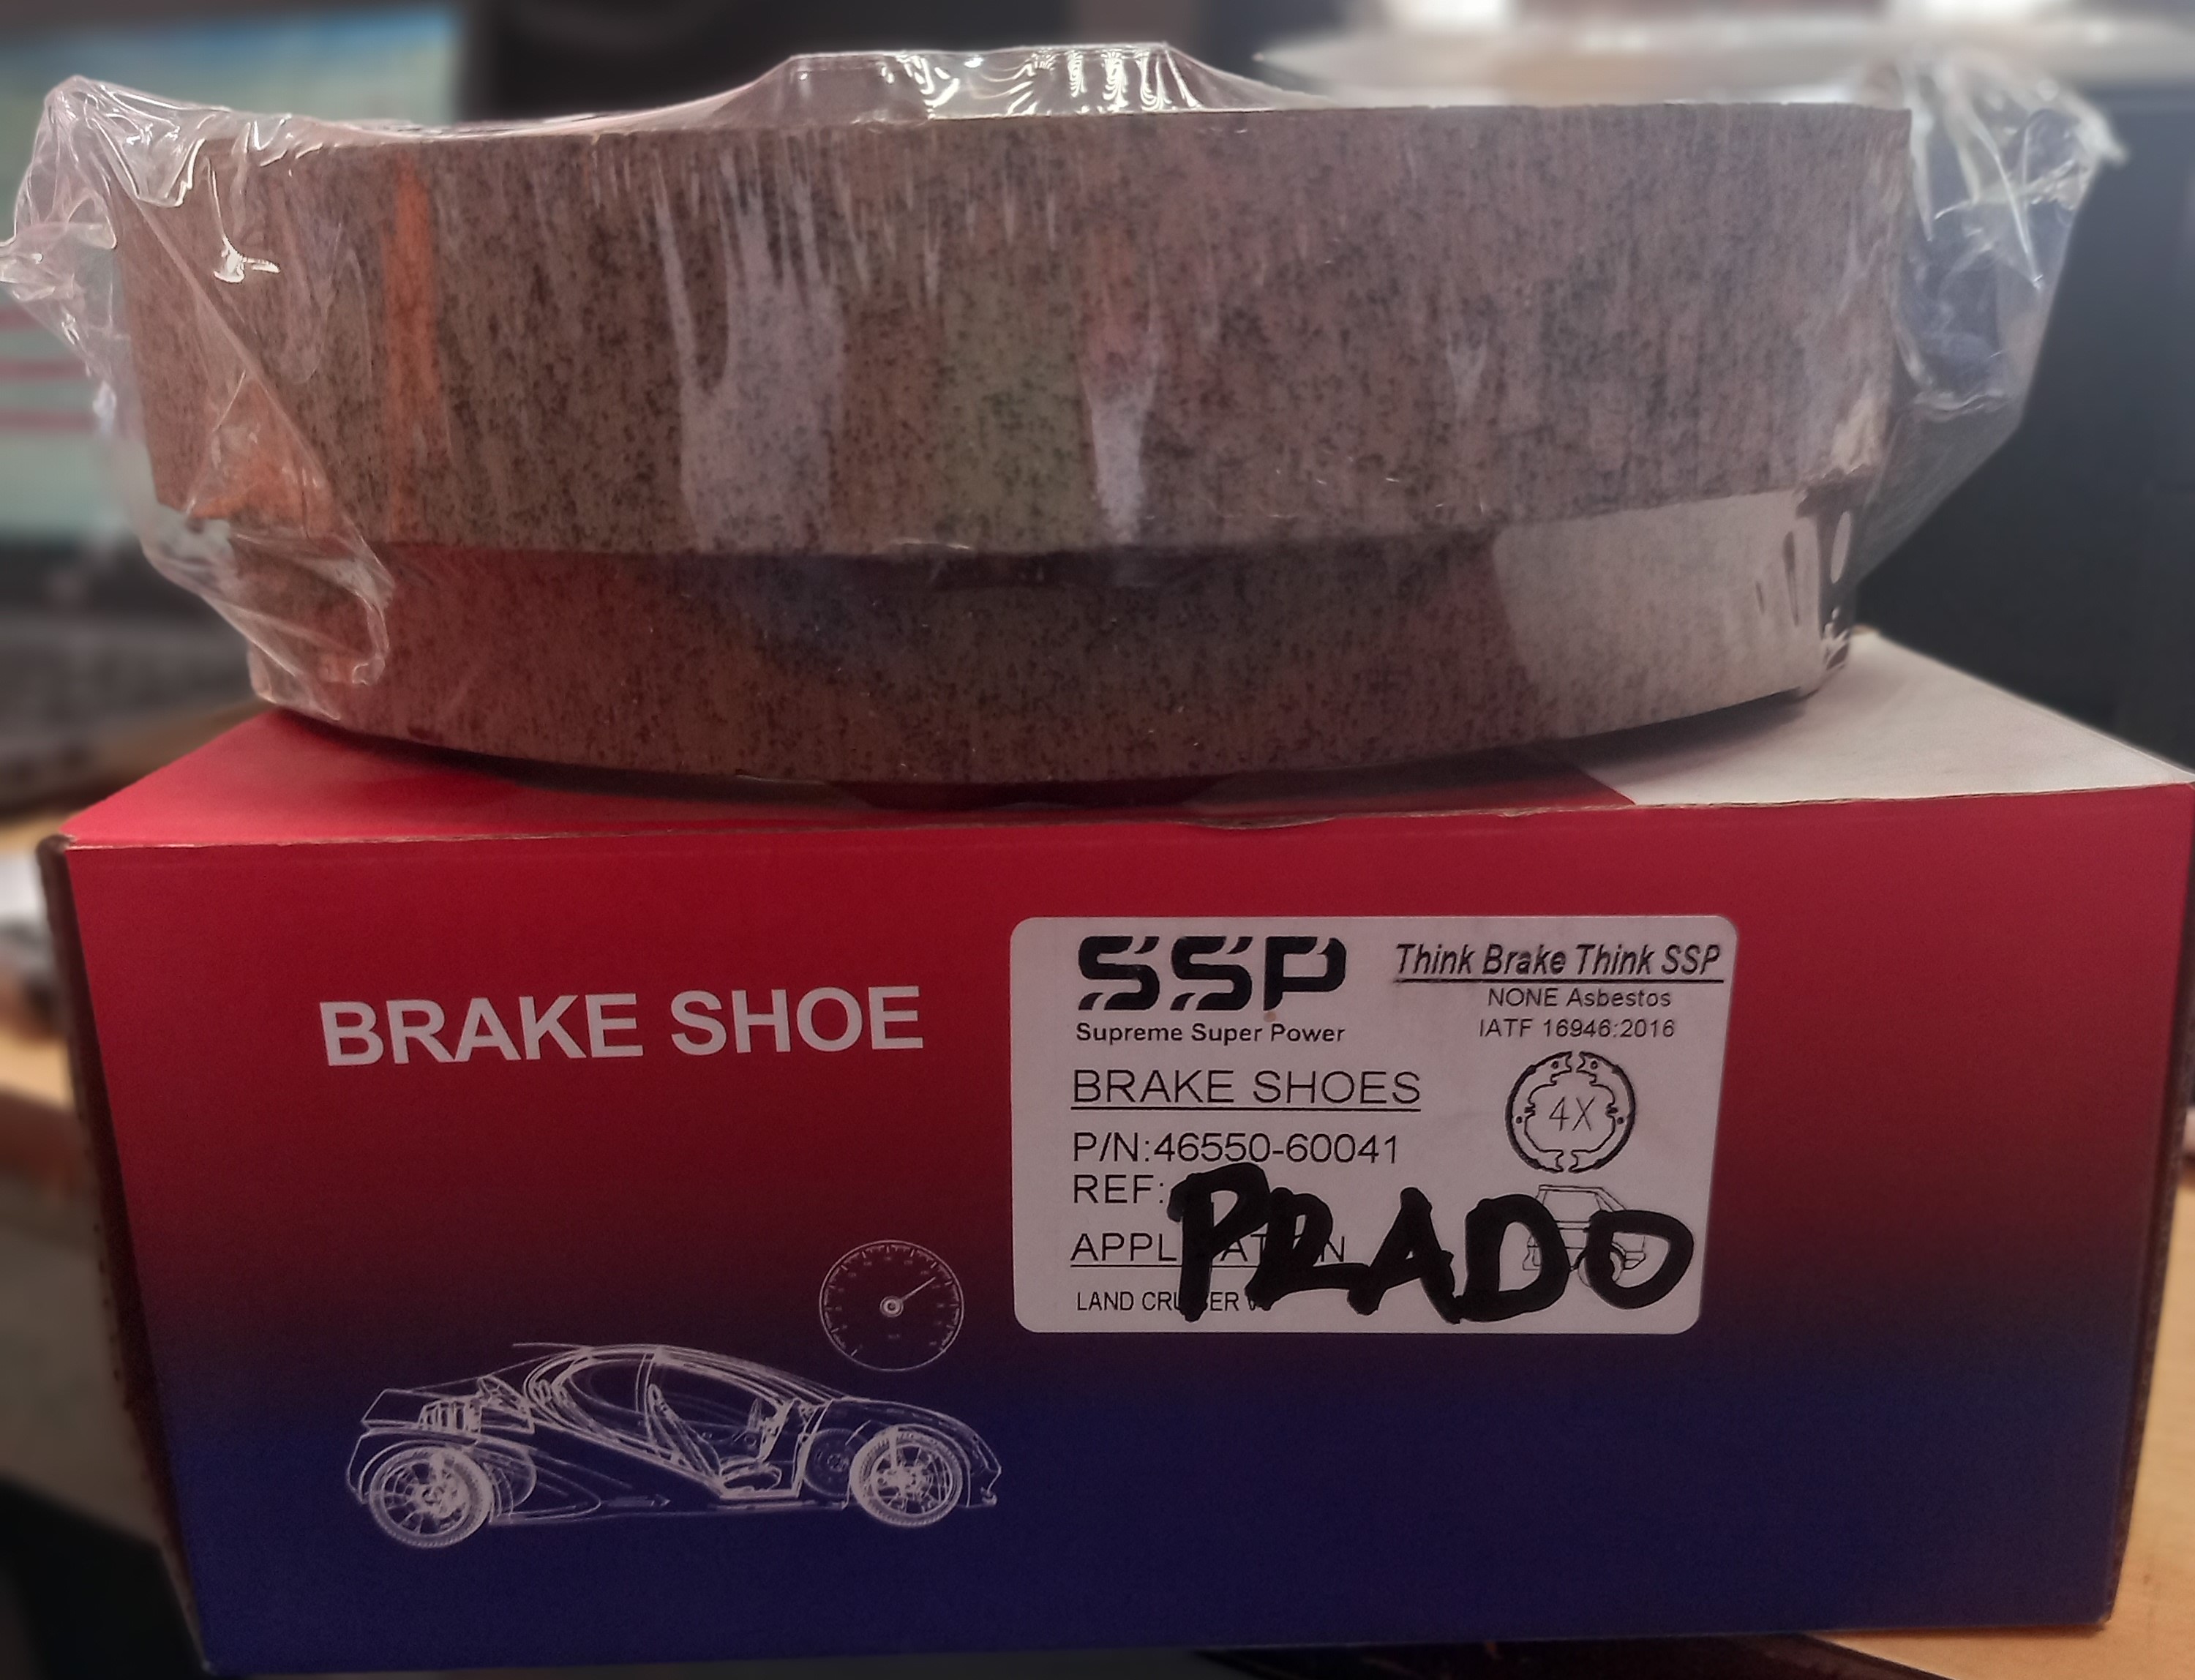 BRAKE SHOE
SSP
Supreme Super Power
Think Brake Think SSP
NONE Asbestos
IATF 16946:2016
BRAKE SHOES
4X
P/N:46550-60041
REF:
PRADO
LAND